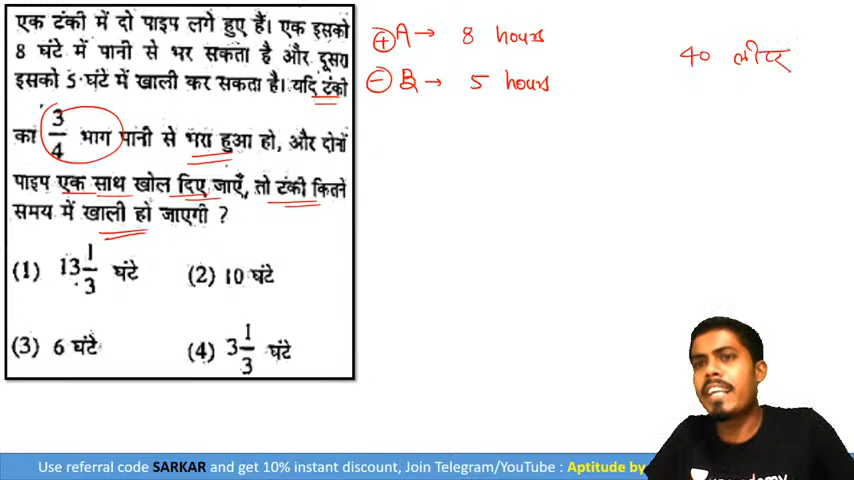 एक टंकी में दो पाइप लगे हुए हैं। एक इसको
8 घंटे में पानी से भर सकता है और दूसरा
इसको 5 घंटे में खाली कर सकता है। यदि टंकी
का 3/4 भाग पानी से भरा हुआ हो, और दोनों
पाइप एक साथ खोल दिए जाएँ, तो टंकी कितने
समय में खाली हो जाएगी ?
(1) 13 1/3 घंटे (2) 10 घंटे
(3) 6 घंटे (4) 3 1/3 घंटे
+ A → 8 hours
- B → 5 hours
40 लीटर
Use referral code SARKAR and get 10% instant discount, Join Telegram/YouTube : Aptitude by